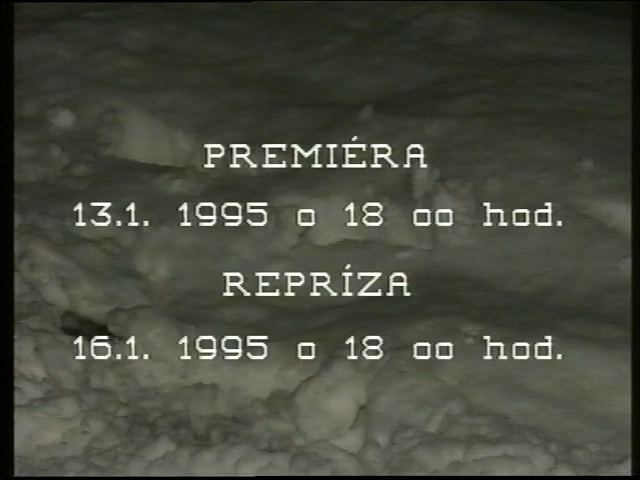 PREMIÉRA
13.1. 1995 o 18 oo hod.
REPRÍZA
16.1. 1995 o 18 oo hod.